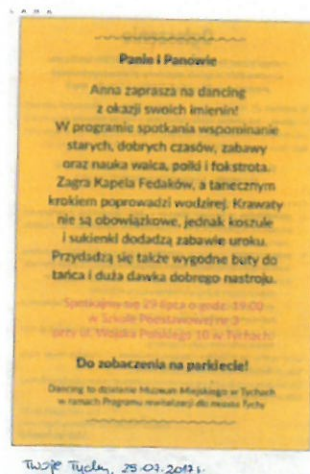 Panie i Panowie
Anna zaprasza na dancing
z okazji swoich imienin!
W programie spotkania wspominanie
starych, dobrych czasów, zabawy
oraz nauka walca, polki i fokstrota.
Zagra Kapela Fedaków, a tanecznym
krokiem poprowadzi wodzirej. Krawaty
nie są obowiązkowe, jednak koszule
i sukienki dodadzą zabawie uroku.
Przydadzą się także wygodne buty do
tańca i duża dawka dobrego nastroju.
Spotkajmy się 29 lipca o godz. 19:00
w Szkole Podstawowej nr 3
przy ul. Wojska Polskiego 10 w Tychach!
Do zobaczenia na parkiecie!
Dancing to działanie Muzeum Miejskiego w Tychach
w ramach Programu rewitalizacji dla miasta Tychy
Twoje Tychy, 25.07.2017 r.